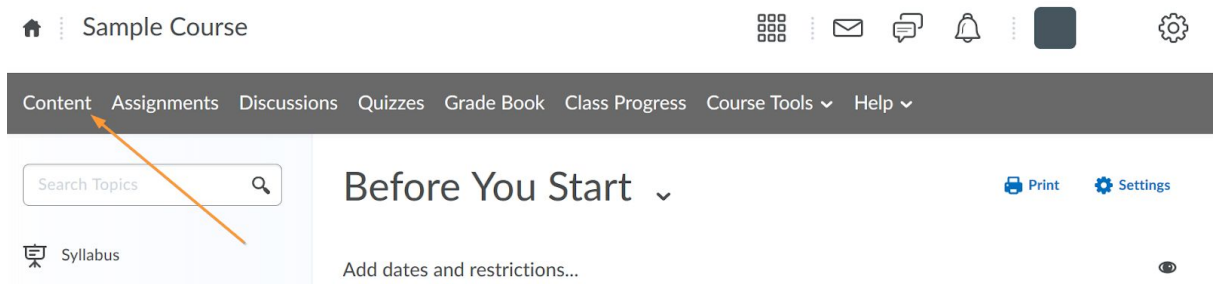 Sample Course
Content Assignments Discussions Quizzes Grade Book Class Progress Course Tools Help
Search Topics
Before You Start
Print Settings
Syllabus
Add dates and restrictions...